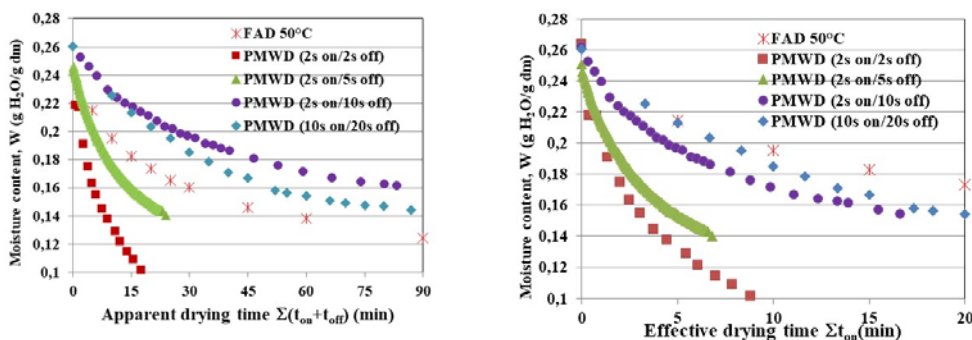 Moisture content, W (g H₂O/g dm)
0,28
0,26
0,24
0,22
0,2
0,18
0,16
0,14
0,12
0,1
FAD 50°C
PMWD (2s on/2s off)
PMWD (2s on/5s off)
PMWD (2s on/10s off)
PMWD (10s on/20s off)
0 15 30 45 60 75 90
Apparent drying time Σ(tₒₙ+tₒff) (min)
Moisture content, W (g H₂O/g dm)
0,28
0,26
0,24
0,22
0,2
0,18
0,16
0,14
0,12
0,1
FAD 50°C
PMWD (2s on/2s off)
PMWD (2s on/5s off)
PMWD (2s on/10s off)
PMWD (10s on/20s off)
0 5 10 15 20
Effective drying time Σtₒₙ(min)